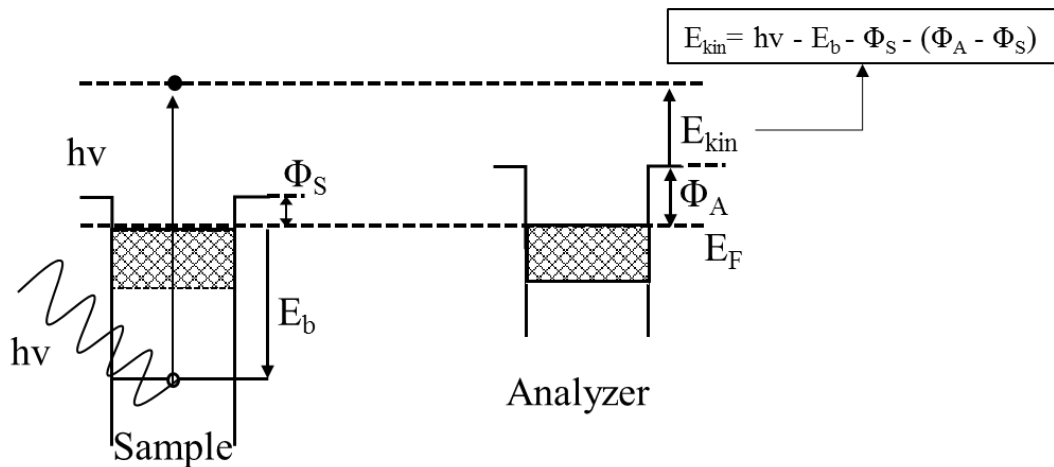 E_kin= hν - E_b - Φ_S - (Φ_A - Φ_S)
hν
Φ_S
E_kin
Φ_A
E_F
E_b
hν
Analyzer
Sample